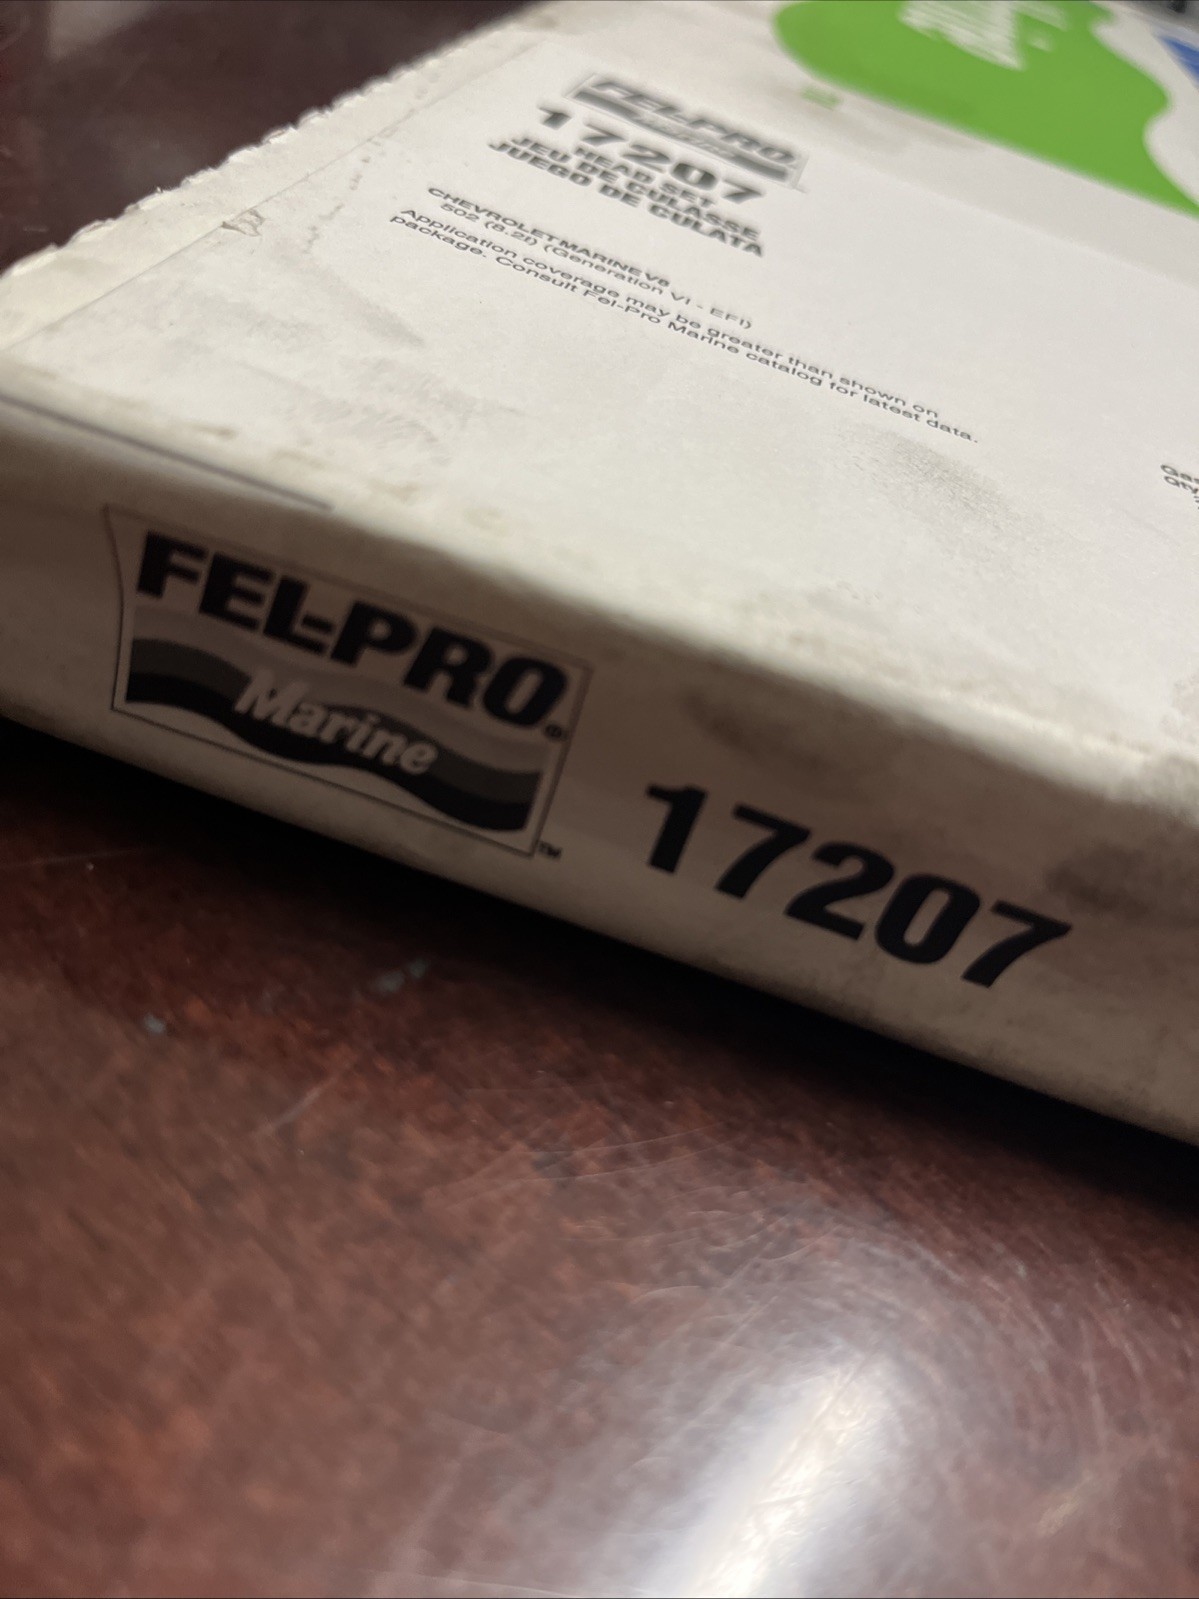 FEL-PRO
17207
HEAD SET
JEU DE CULASSE
JUEGO DE CULATA
CHEVROLET MARINE V8
502 (8.2l) (Generation VI - EFI)
Application coverage may be greater than shown on
package. Consult Fel-Pro Marine catalog for latest data.
FEL-PRO®
Marine
™
17207